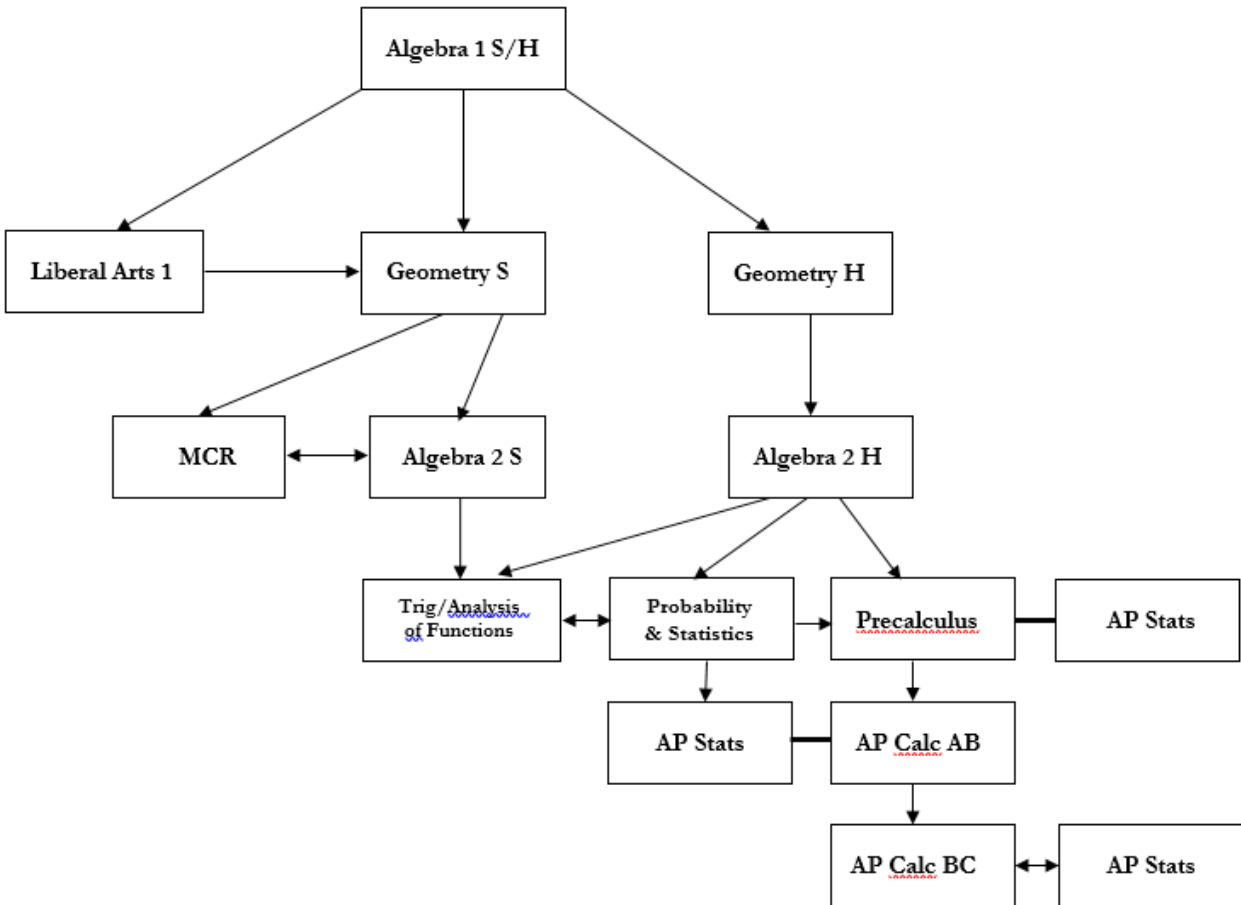 Algebra 1 S/H
Liberal Arts 1
Geometry S
Geometry H
MCR
Algebra 2 S
Algebra 2 H
Trig/Analysis
of Functions
Probability
& Statistics
Precalculus
AP Stats
AP Stats
AP Calc AB
AP Calc BC
AP Stats